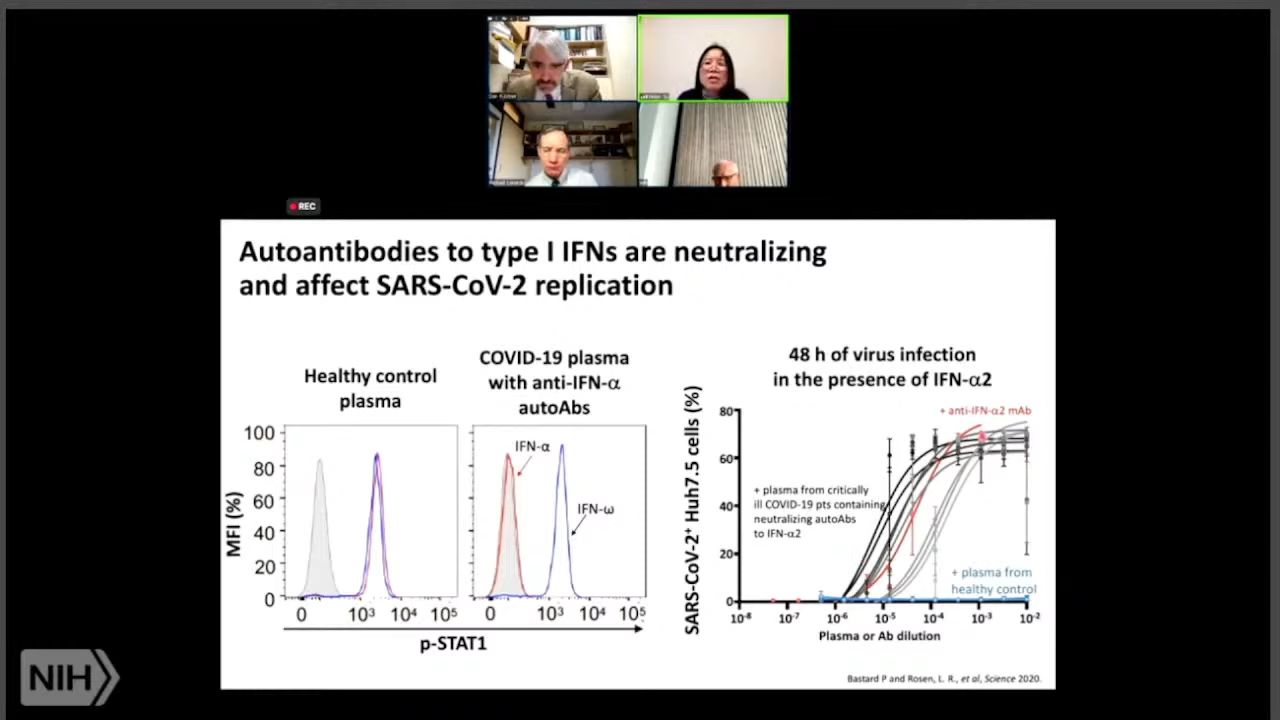 REC
Autoantibodies to type I IFNs are neutralizing
and affect SARS-CoV-2 replication
Healthy control
plasma
COVID-19 plasma
with anti-IFN-α
autoAbs
48 h of virus infection
in the presence of IFN-α2
MFI (%)
100
80
60
40
20
0
IFN-α
IFN-ω
0 10³ 10⁴ 10⁵
0 10³ 10⁴ 10⁵
p-STAT1
SARS-CoV-2⁺ Huh7.5 cells (%)
80
60
40
20
0
+ anti-IFN-α2 mAb
+ plasma from critically
ill COVID-19 pts containing
neutralizing autoAbs
to IFN-α2
+ plasma from
healthy control
10⁻⁸ 10⁻⁷ 10⁻⁶ 10⁻⁵ 10⁻⁴ 10⁻³ 10⁻²
Plasma or Ab dilution
Bastard P and Rosen, L. R., et al, Science 2020.
NIH